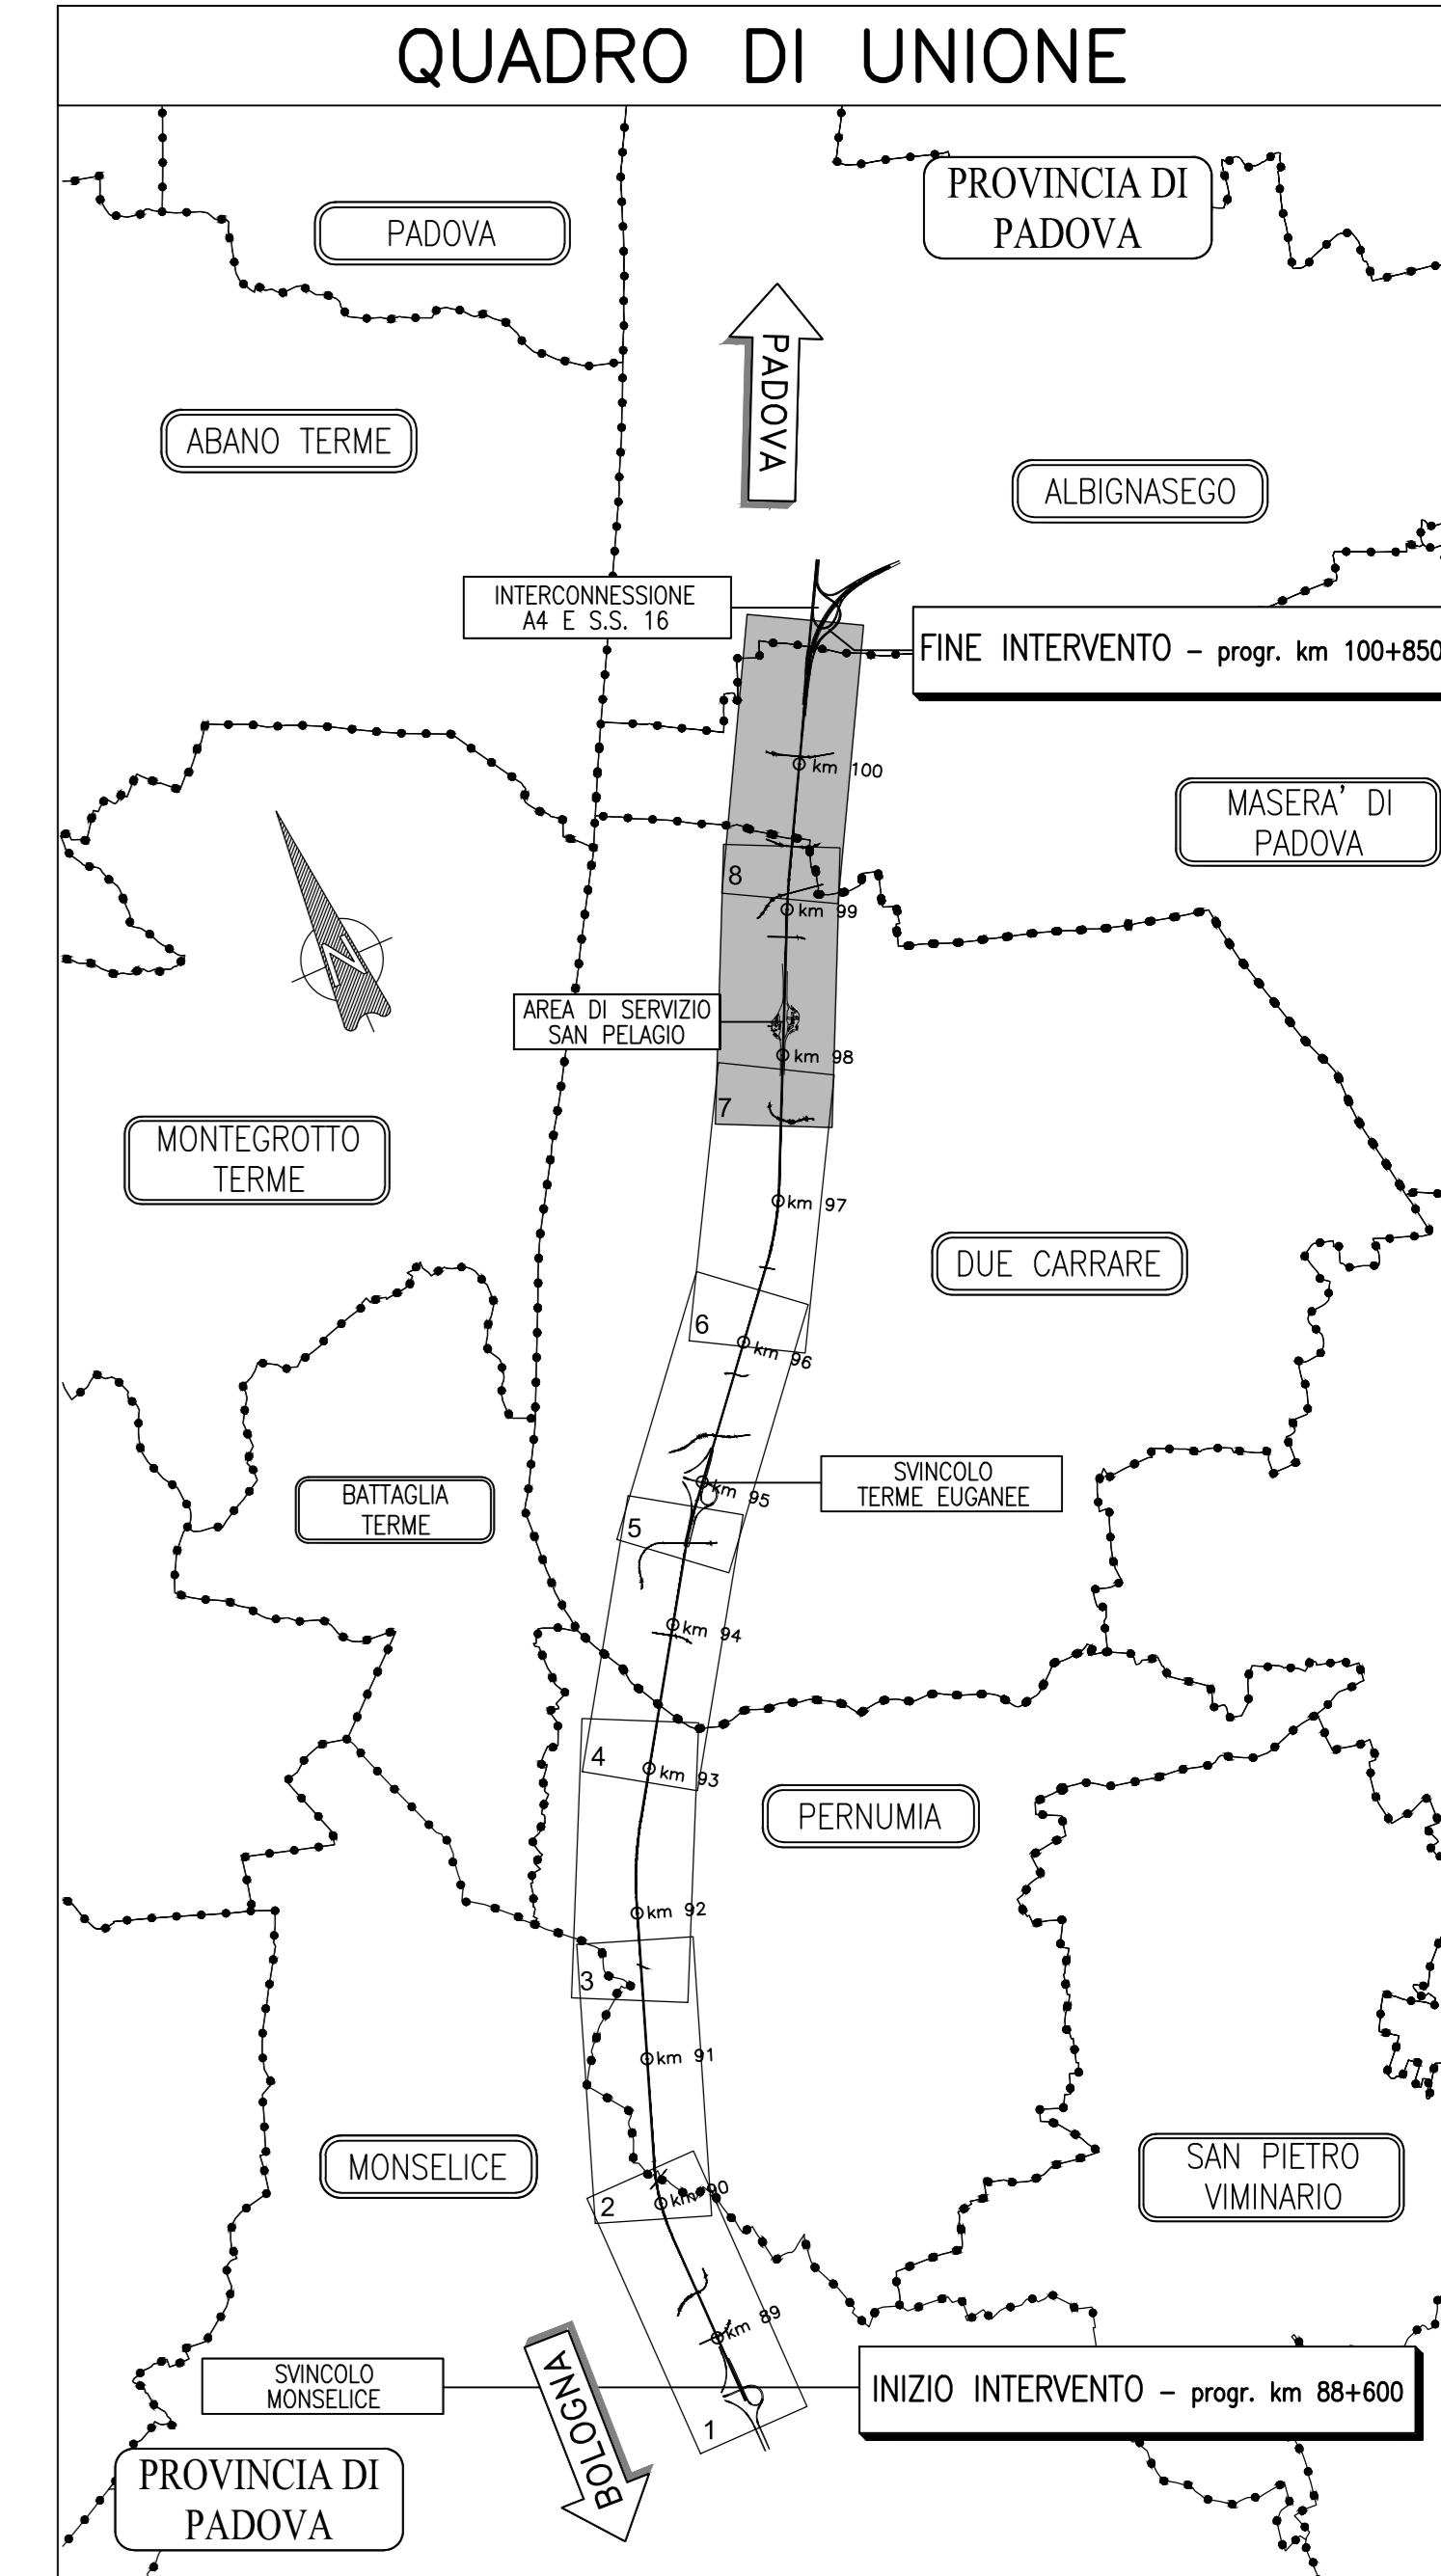 QUADRO DI UNIONE
PROVINCIA DI
PADOVA
PADOVA
PADOVA
ABANO TERME
ALBIGNASEGO
INTERCONNESSIONE
A4 E S.S. 16
FINE INTERVENTO – progr. km 100+850
km 100
MASERA' DI
PADOVA
8
km 99
N
AREA DI SERVIZIO
SAN PELAGIO
km 98
7
MONTEGROTTO
TERME
km 97
DUE CARRARE
6
km 96
SVINCOLO
TERME EUGANEE
km 95
BATTAGLIA
TERME
5
km 94
4
km 93
PERNUMIA
km 92
3
km 91
MONSELICE
SAN PIETRO
VIMINARIO
2
km 90
km 89
SVINCOLO
MONSELICE
BOLOGNA
INIZIO INTERVENTO – progr. km 88+600
1
PROVINCIA DI
PADOVA